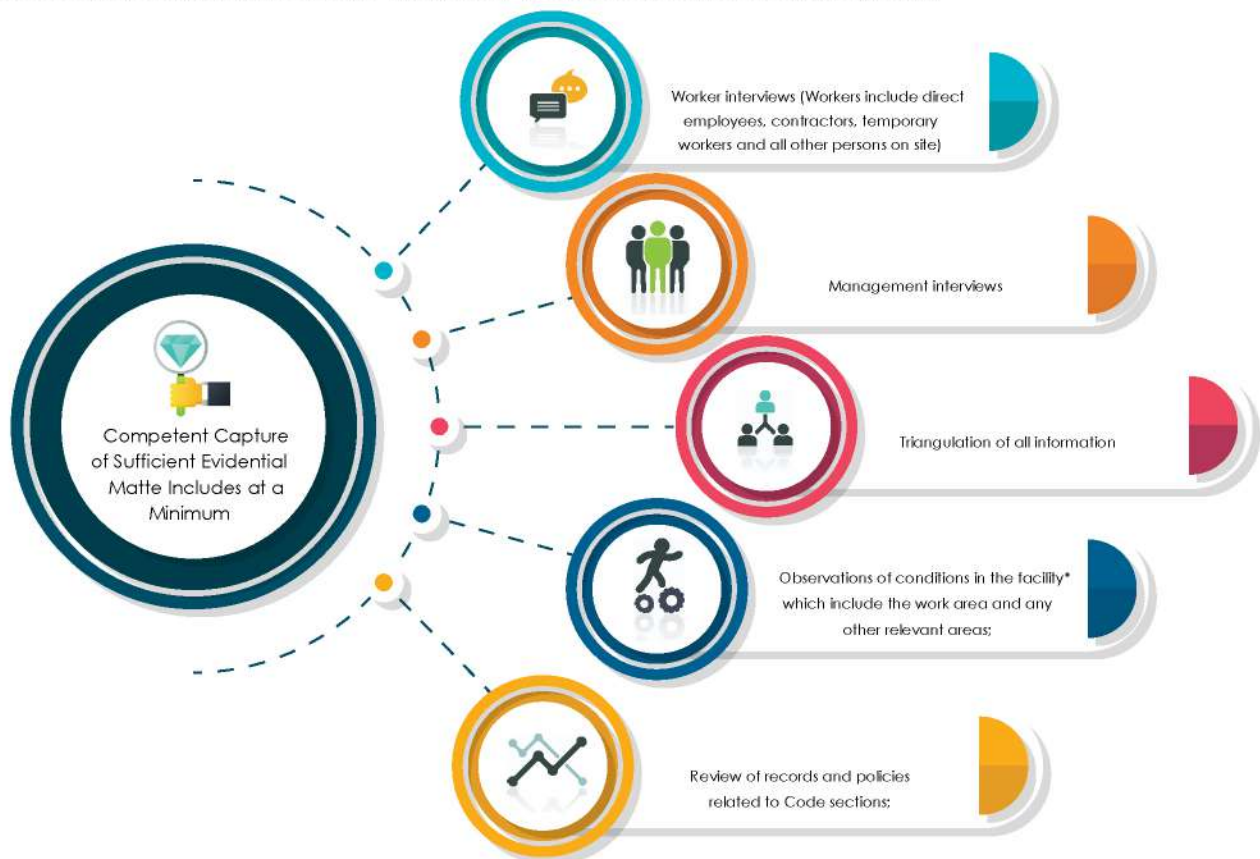 Worker interviews (Workers include direct
employees, contractors, temporary
workers and all other persons on site)
Management interviews
Competent Capture
of Sufficient Evidential
Matte Includes at a
Minimum
Triangulation of all information
Observations of conditions in the facility*
which include the work area and any
other relevant areas;
Review of records and policies
related to Code sections;